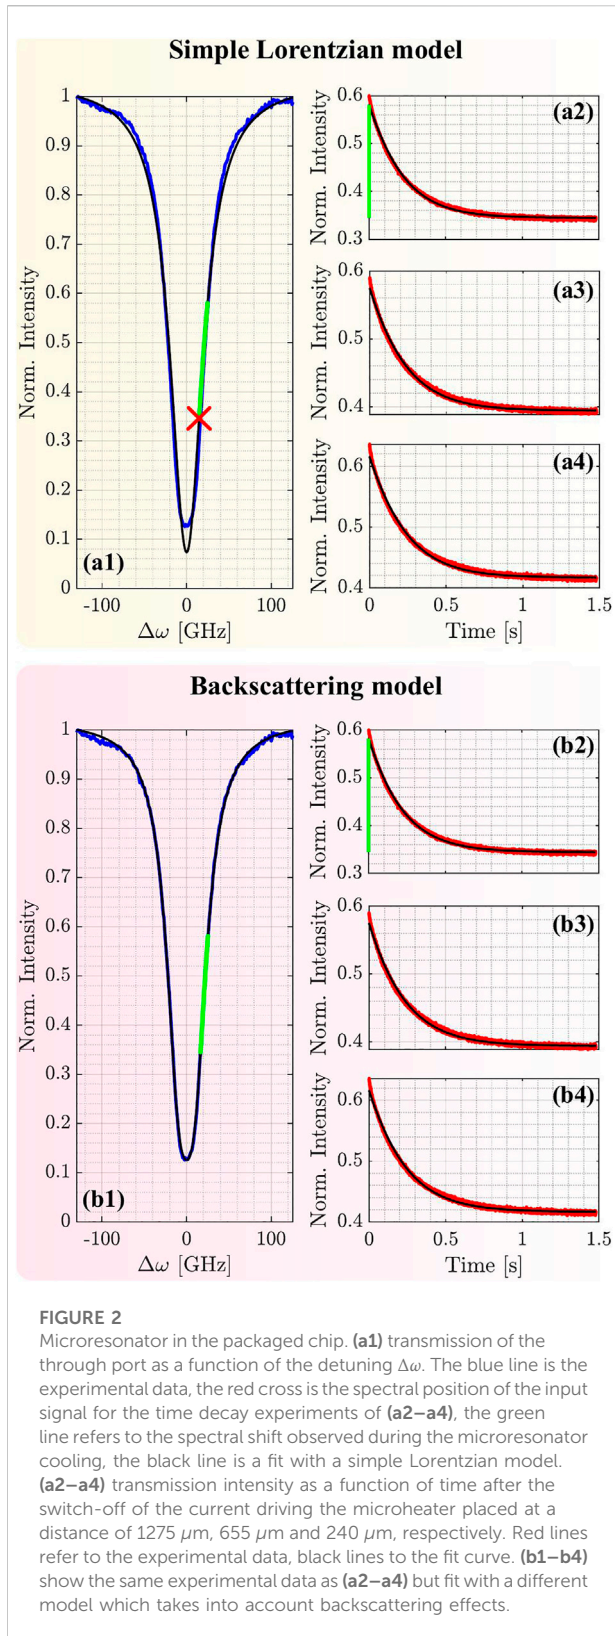 Simple Lorentzian model
1
0.9
0.8
0.7
0.6
0.5
0.4
0.3
0.2
0.1
0
Norm. Intensity
(a1)
-100
0
100
Δω [GHz]
0.6
0.5
0.4
0.3
Norm. Intensity
(a2)
0.6
0.5
0.4
Norm. Intensity
(a3)
0.6
0.5
0.4
Norm. Intensity
(a4)
0
0.5
1
1.5
Time [s]
Backscattering model
1
0.9
0.8
0.7
0.6
0.5
0.4
0.3
0.2
0.1
0
Norm. Intensity
(b1)
-100
0
100
Δω [GHz]
0.6
0.5
0.4
0.3
Norm. Intensity
(b2)
0.6
0.5
0.4
Norm. Intensity
(b3)
0.6
0.5
0.4
Norm. Intensity
(b4)
0
0.5
1
1.5
Time [s]
FIGURE 2
Microresonator in the packaged chip. (a1) transmission of the
through port as a function of the detuning Δω. The blue line is the
experimental data, the red cross is the spectral position of the input
signal for the time decay experiments of (a2–a4), the green
line refers to the spectral shift observed during the microresonator
cooling, the black line is a fit with a simple Lorentzian model.
(a2–a4) transmission intensity as a function of time after the
switch-off of the current driving the microheater placed at a
distance of 1275 μm, 655 μm and 240 μm, respectively. Red lines
refer to the experimental data, black lines to the fit curve. (b1–b4)
show the same experimental data as (a2–a4) but fit with a different
model which takes into account backscattering effects.